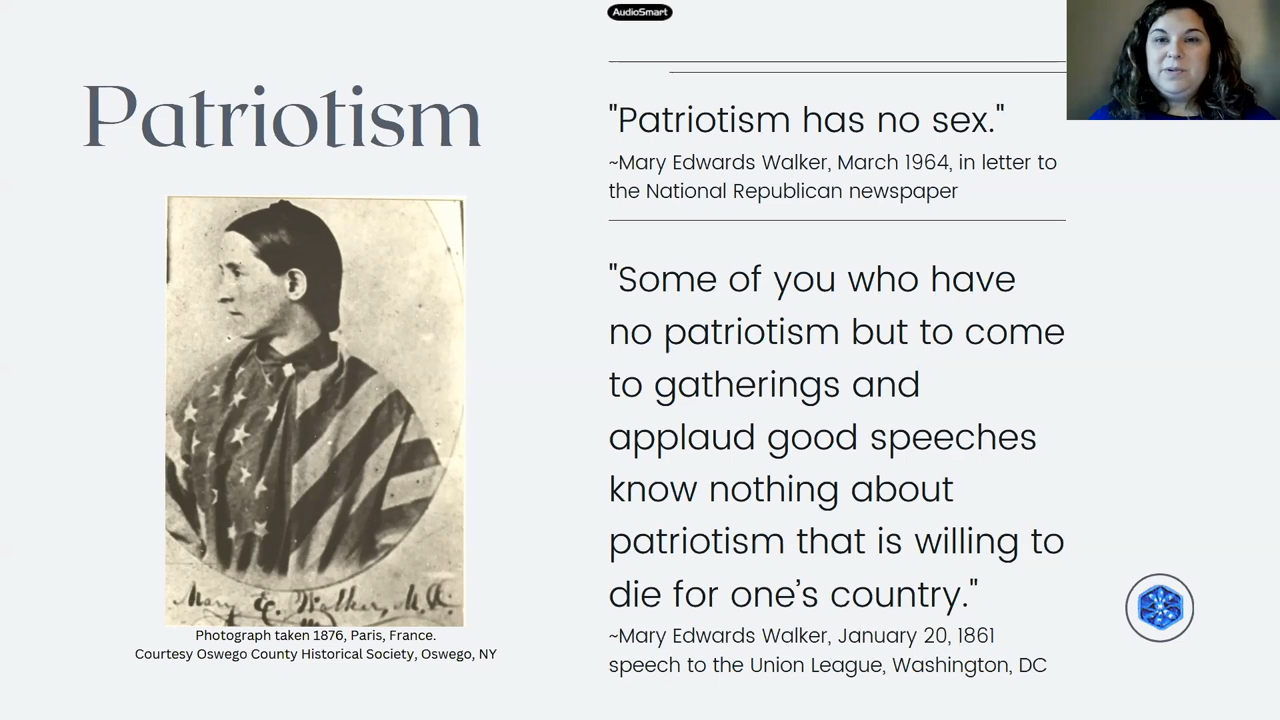 AudioSmart
Patriotism
Mary E. Walker, M.D.
Photograph taken 1876, Paris, France.
Courtesy Oswego County Historical Society, Oswego, NY
"Patriotism has no sex."
~Mary Edwards Walker, March 1964, in letter to
the National Republican newspaper
"Some of you who have
no patriotism but to come
to gatherings and
applaud good speeches
know nothing about
patriotism that is willing to
die for one’s country."
~Mary Edwards Walker, January 20, 1861
speech to the Union League, Washington, DC